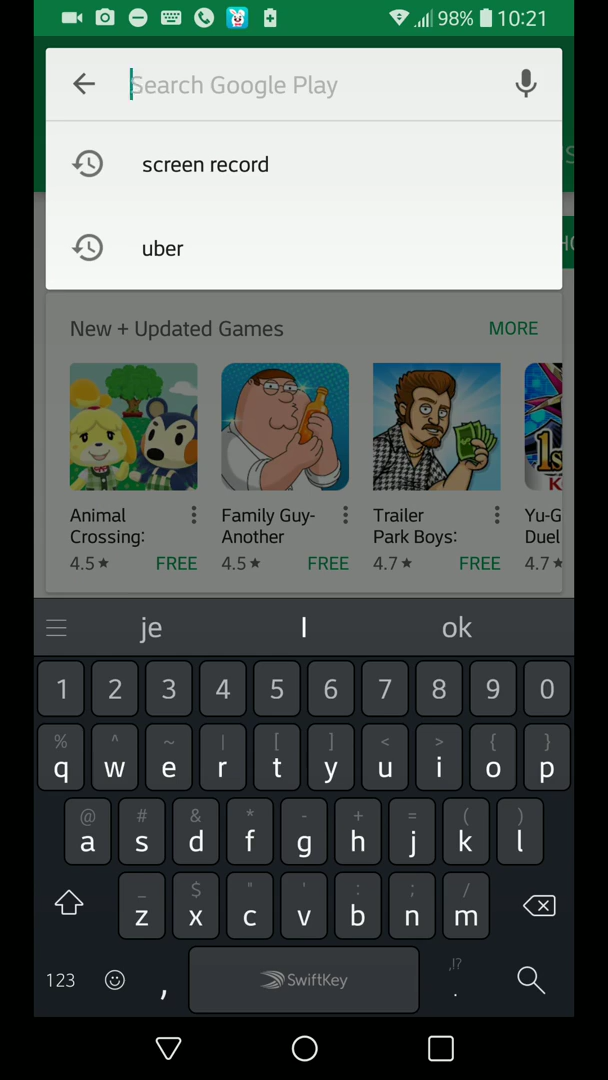 98% 10:21
Search Google Play
screen record
uber
New + Updated Games MORE
Animal
Crossing:
4.5★ FREE
Family Guy-
Another
4.5★ FREE
Trailer
Park Boys:
4.7★ FREE
Yu-G
Duel
4.7★
1s
K
je I ok
1 2 3 4 5 6 7 8 9 0
% ^ ~ | [ ] < > { }
q w e r t y u i o p
@ # & * - + = ( )
a s d f g h j k l
_ $ " ' : ; /
z x c v b n m
,!?
123 , SwiftKey .